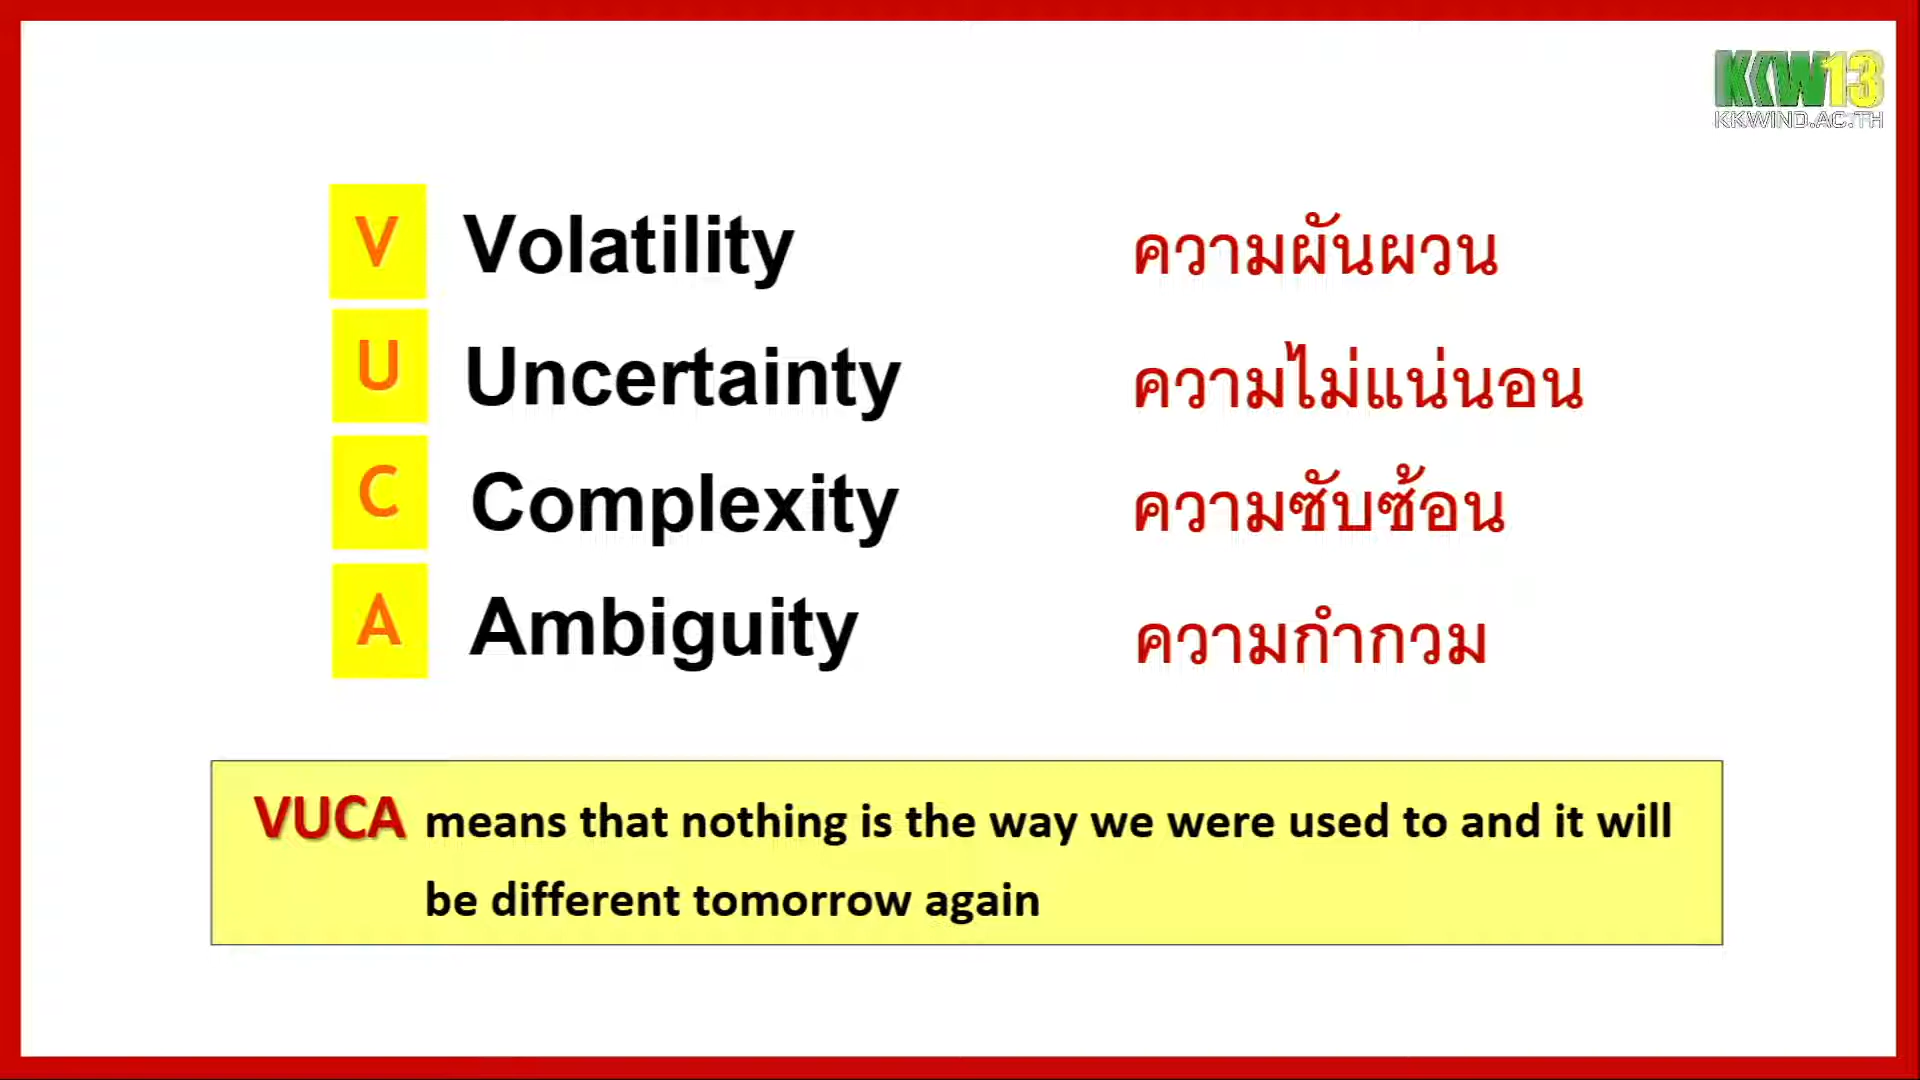 KKW13
KKWIND.AC.TH
V Volatility ความผันผวน
U Uncertainty ความไม่แน่นอน
C Complexity ความซับซ้อน
A Ambiguity ความกำกวม
VUCA means that nothing is the way we were used to and it will
be different tomorrow again